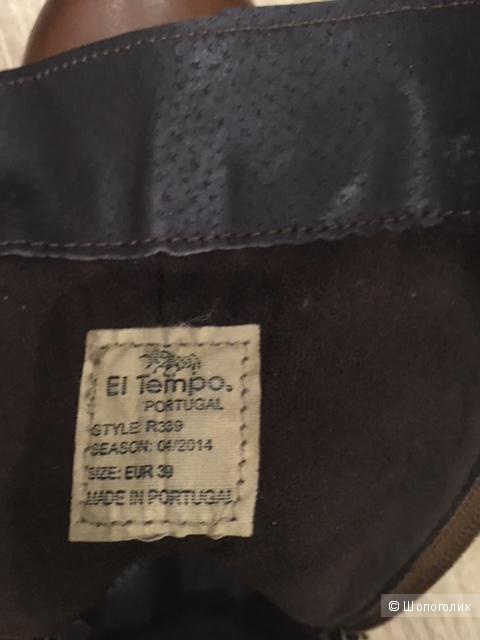 El Tempo.
PORTUGAL
STYLE: R339
SEASON: 04/2014
SIZE: EUR 39
MADE IN PORTUGAL
© Шопоголик